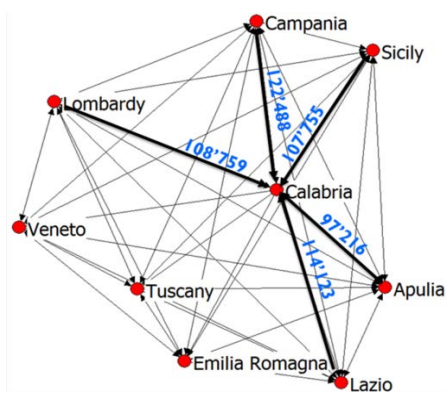 Campania
Sicily
122'488
107'755
Lombardy
108'759
Calabria
97'216
114'123
Veneto
Tuscany
Apulia
Emilia Romagna
Lazio